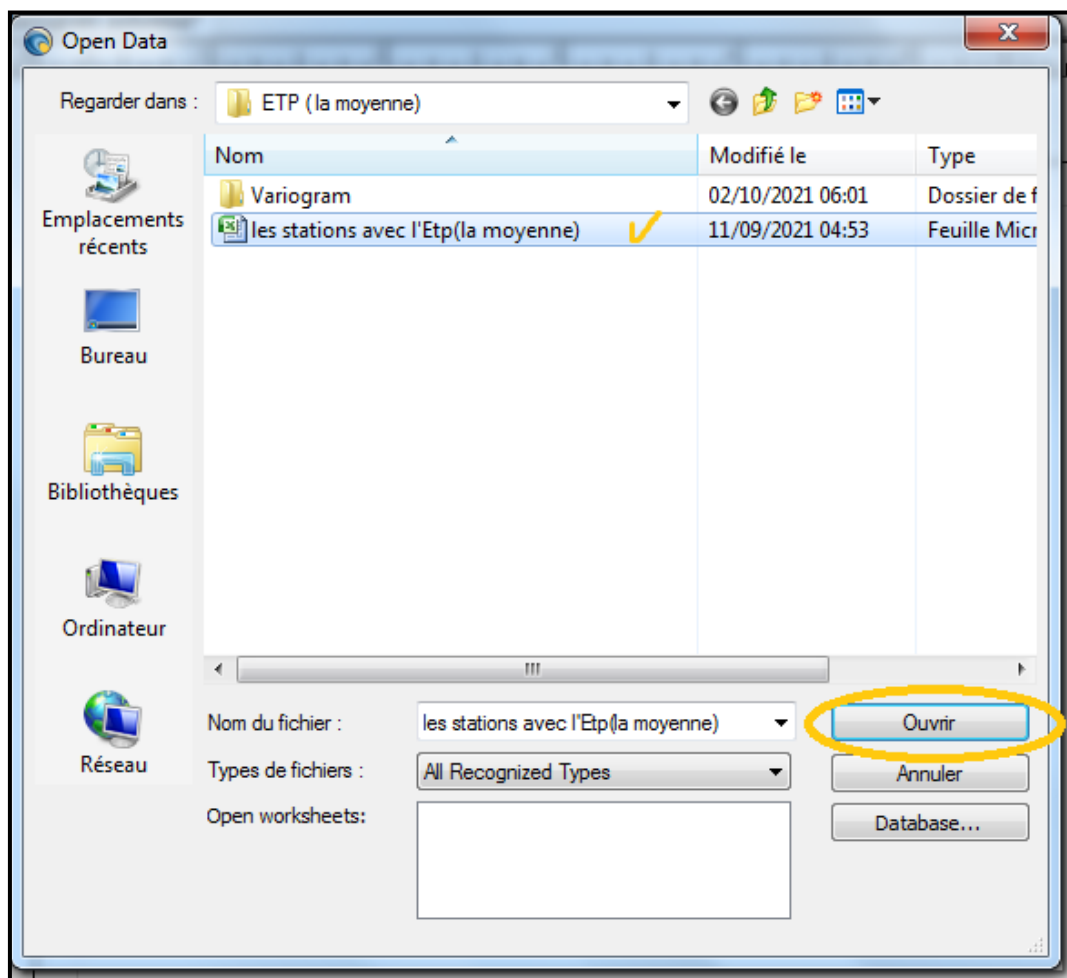 Open Data
Regarder dans :
ETP ( la moyenne)
Nom
Modifié le
Type
Variogram
02/10/2021 06:01
Dossier de f
les stations avec l'Etp(la moyenne)
11/09/2021 04:53
Feuille Micr
Emplacements
récents
Bureau
Bibliothèques
Ordinateur
Réseau
Nom du fichier :
les stations avec l'Etp(la moyenne)
Ouvrir
Types de fichiers :
All Recognized Types
Annuler
Open worksheets:
Database...